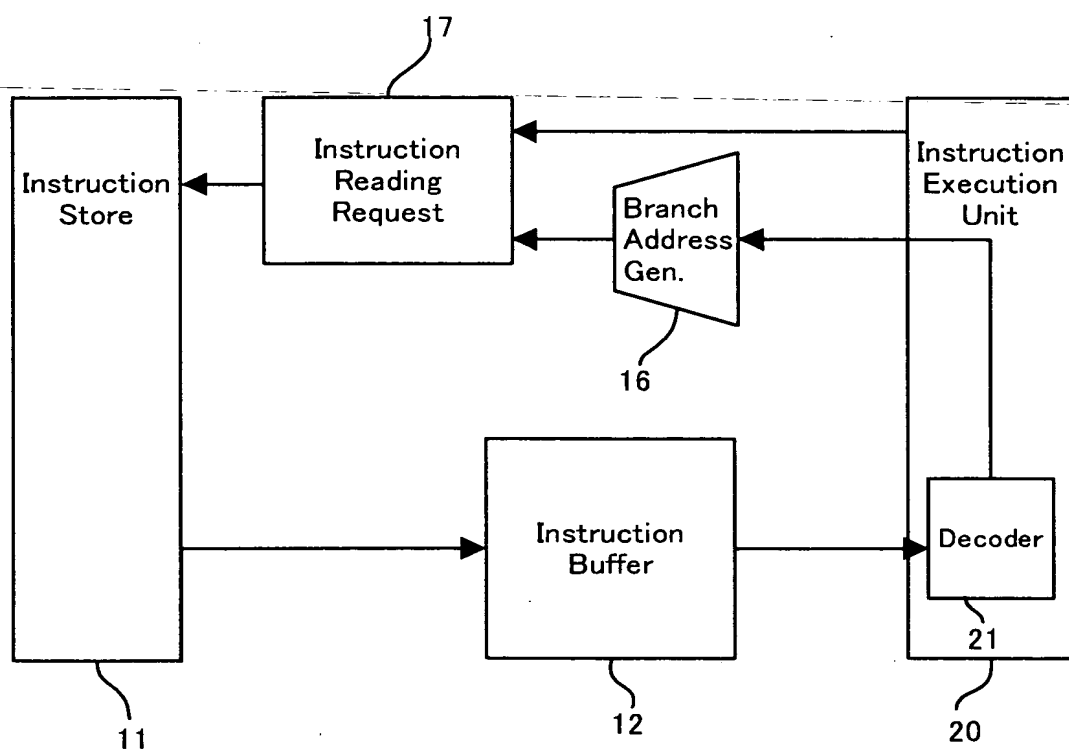 17
Instruction
Store
Instruction
Reading
Request
Branch
Address
Gen.
Instruction
Execution
Unit
16
Instruction
Buffer
Decoder
21
11
12
20